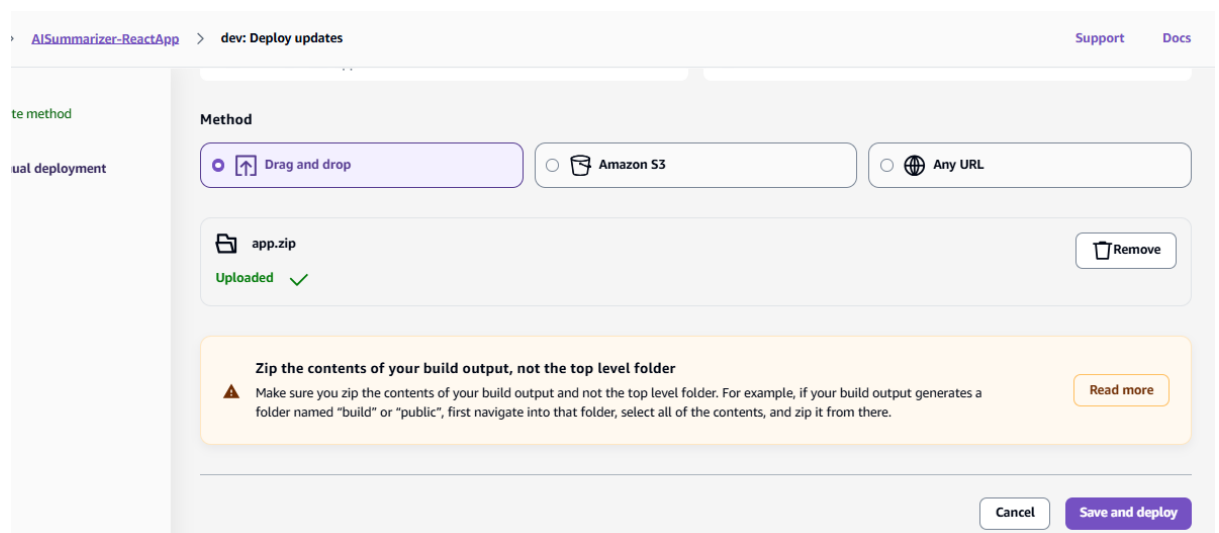 AISummarizer-ReactApp > dev: Deploy updates
Support Docs
te method
ual deployment
Method
Drag and drop
Amazon S3
Any URL
app.zip
Uploaded
Remove
Zip the contents of your build output, not the top level folder
Make sure you zip the contents of your build output and not the top level folder. For example, if your build output generates a
folder named “build” or “public”, first navigate into that folder, select all of the contents, and zip it from there.
Read more
Cancel
Save and deploy